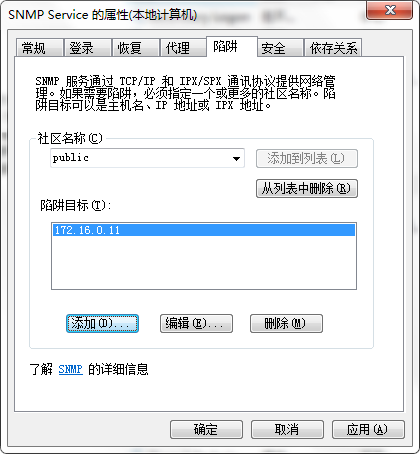 SNMP Service 的属性(本地计算机)
常规 登录 恢复 代理 陷阱 安全 依存关系
SNMP 服务通过 TCP/IP 和 IPX/SPX 通讯协议提供网络管
理。如果需要陷阱，必须指定一个或更多的社区名称。陷
阱目标可以是主机名、IP 地址或 IPX 地址。
社区名称(C)
public
添加到列表(L)
从列表中删除(R)
陷阱目标(T):
172.16.0.11
添加(D)... 编辑(E)... 删除(M)
了解 SNMP 的详细信息
确定 取消 应用(A)